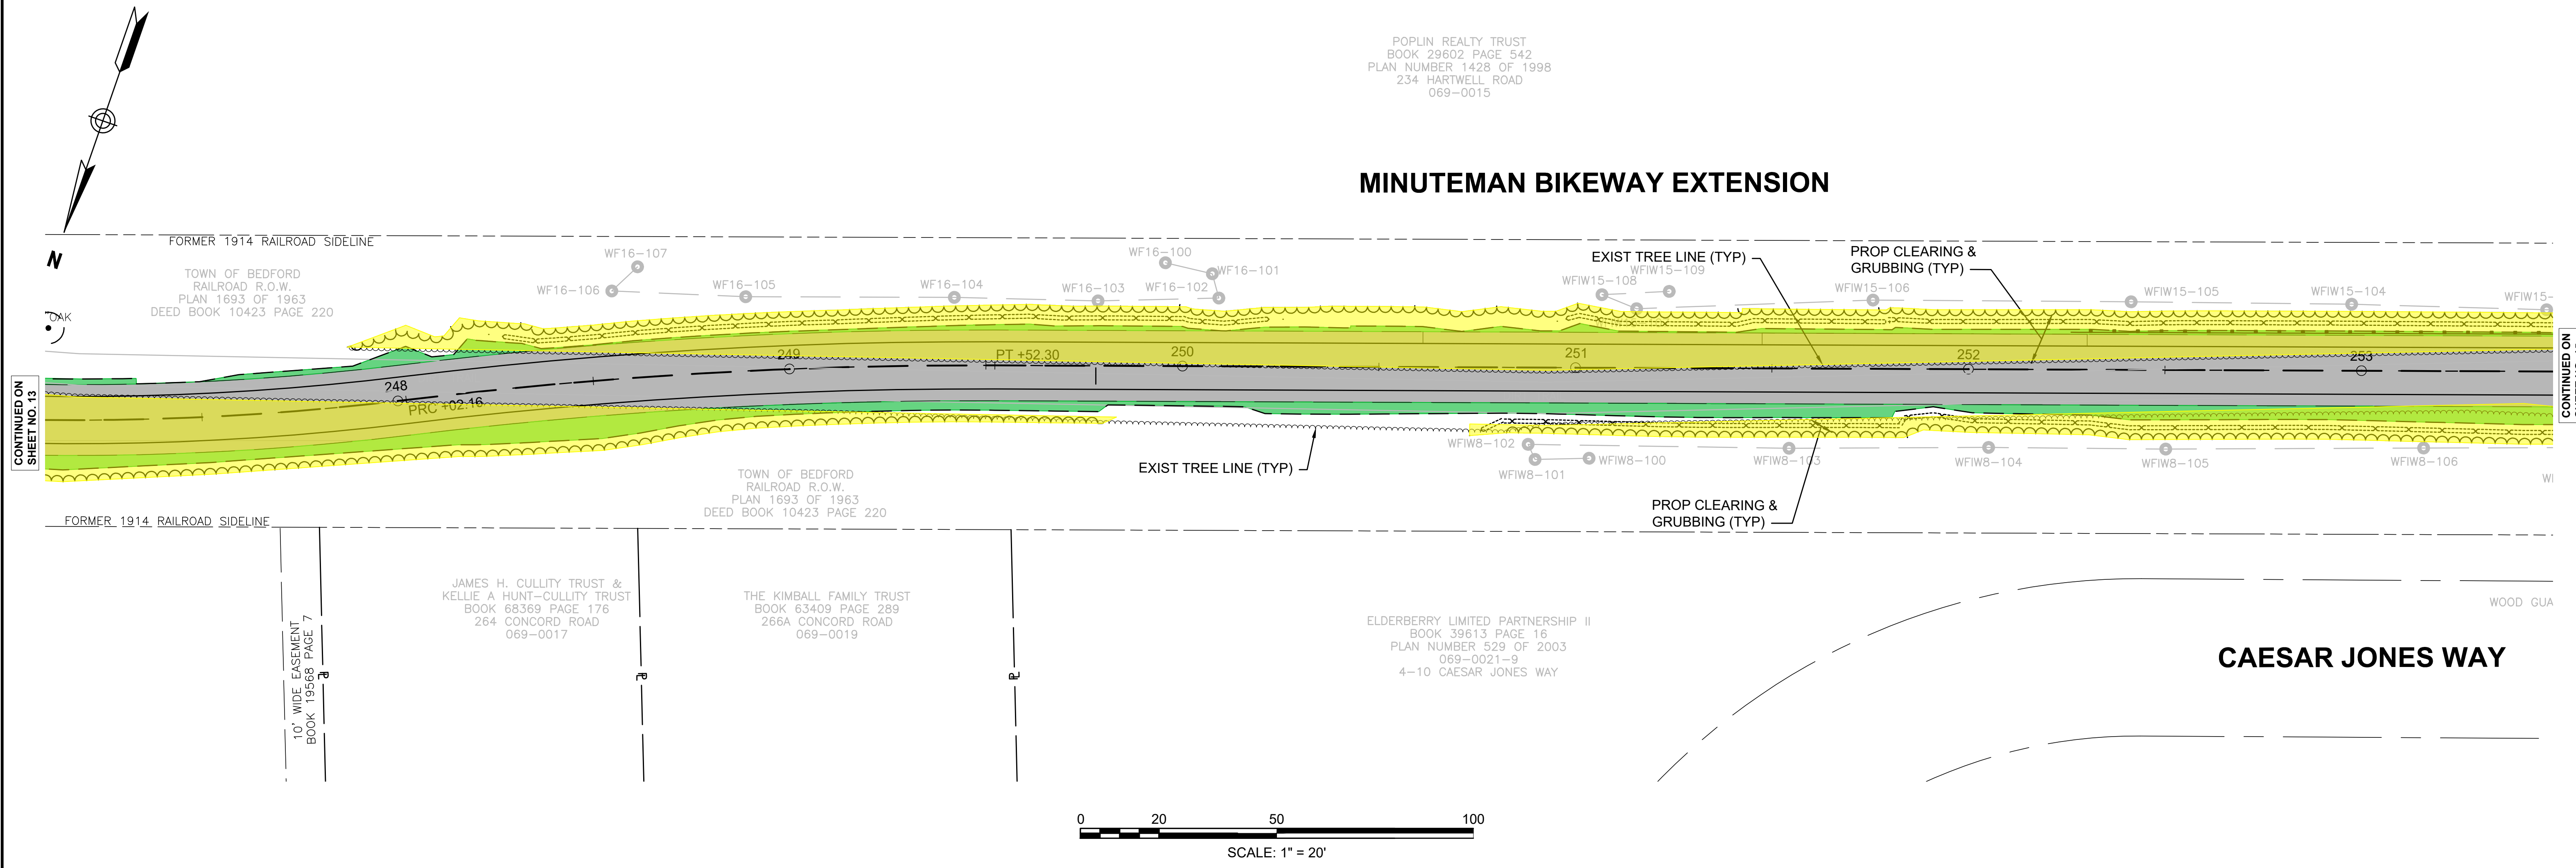 POPLIN REALTY TRUST
BOOK 29602 PAGE 542
PLAN NUMBER 1428 OF 1998
234 HARTWELL ROAD
069-0015
MINUTEMAN BIKEWAY EXTENSION
N
FORMER 1914 RAILROAD SIDELINE
TOWN OF BEDFORD
RAILROAD R.O.W.
PLAN 1693 OF 1963
DEED BOOK 10423 PAGE 220
OAK
WF16-107
WF16-106
WF16-105
WF16-104
WF16-103
WF16-100
WF16-101
WF16-102
EXIST TREE LINE (TYP)
WFIW15-109
WFIW15-108
PROP CLEARING &
GRUBBING (TYP)
WFIW15-106
WFIW15-105
WFIW15-104
WFIW15-
CONTINUED ON
SHEET NO. 13
248
PRC +02.16
249
PT +52.30
250
251
252
253
CONTINUED ON
EXIST TREE LINE (TYP)
WFIW8-102
WFIW8-101
WFIW8-100
WFIW8-103
WFIW8-104
WFIW8-105
WFIW8-106
WI
PROP CLEARING &
GRUBBING (TYP)
TOWN OF BEDFORD
RAILROAD R.O.W.
PLAN 1693 OF 1963
DEED BOOK 10423 PAGE 220
FORMER 1914 RAILROAD SIDELINE
10' WIDE EASEMENT
BOOK 19568 PAGE 7
PL
JAMES H. CULLITY TRUST &
KELLIE A HUNT-CULLITY TRUST
BOOK 68369 PAGE 176
264 CONCORD ROAD
069-0017
PL
THE KIMBALL FAMILY TRUST
BOOK 63409 PAGE 289
266A CONCORD ROAD
069-0019
PL
ELDERBERRY LIMITED PARTNERSHIP II
BOOK 39613 PAGE 16
PLAN NUMBER 529 OF 2003
069-0021-9
4-10 CAESAR JONES WAY
WOOD GUA
CAESAR JONES WAY
0 20 50 100
SCALE: 1" = 20'